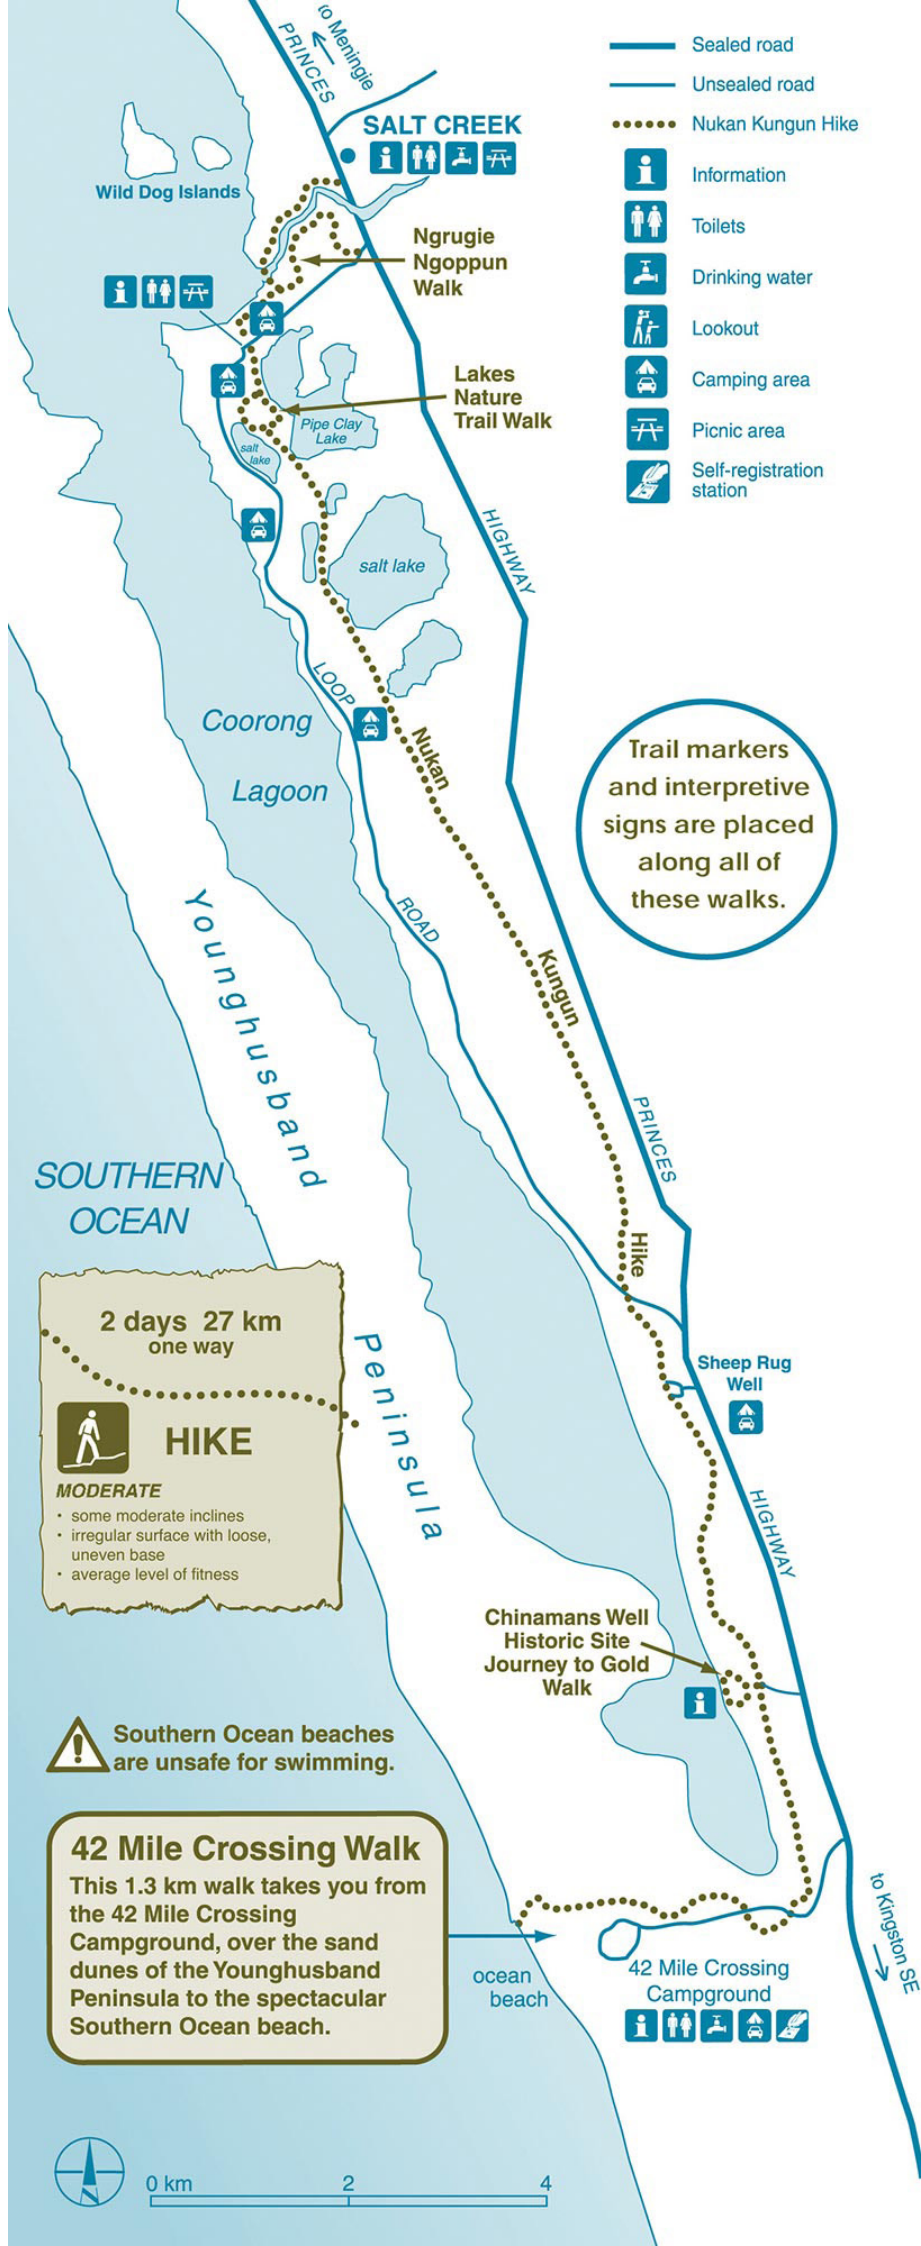 to Meningie
PRINCES
SALT CREEK
Wild Dog Islands
Ngrugie
Ngoppun
Walk
Lakes
Nature
Trail Walk
Pipe Clay
Lake
salt
lake
salt lake
HIGHWAY
Sealed road
Unsealed road
Nukan Kungun Hike
Information
Toilets
Drinking water
Lookout
Camping area
Picnic area
Self-registration
station
LOOP
Coorong
Lagoon
Nukan
Trail markers
and interpretive
signs are placed
along all of
these walks.
ROAD
Younghusband
Kungun
PRINCES
SOUTHERN
OCEAN
Hike
2 days 27 km
one way
HIKE
MODERATE
• some moderate inclines
• irregular surface with loose,
uneven base
• average level of fitness
Peninsula
Sheep Rug
Well
HIGHWAY
Chinamans Well
Historic Site
Journey to Gold
Walk
Southern Ocean beaches
are unsafe for swimming.
42 Mile Crossing Walk
This 1.3 km walk takes you from
the 42 Mile Crossing
Campground, over the sand
dunes of the Younghusband
Peninsula to the spectacular
Southern Ocean beach.
ocean
beach
42 Mile Crossing
Campground
to Kingston SE
N
0 km 2 4